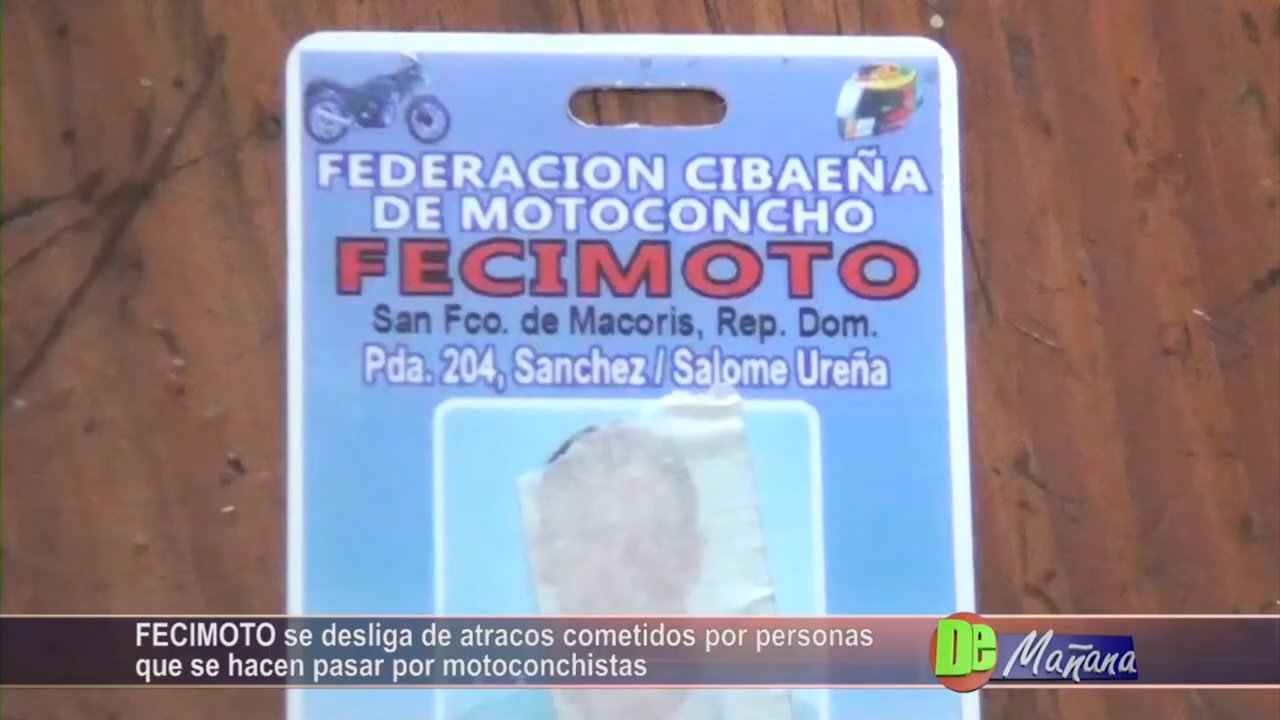 FEDERACION CIBAEÑA
DE MOTOCONCHO
FECIMOTO
San Fco. de Macoris, Rep. Dom.
Pda. 204, Sanchez / Salome Ureña
FECIMOTO se desliga de atracos cometidos por personas
que se hacen pasar por motoconchistas
De Mañana